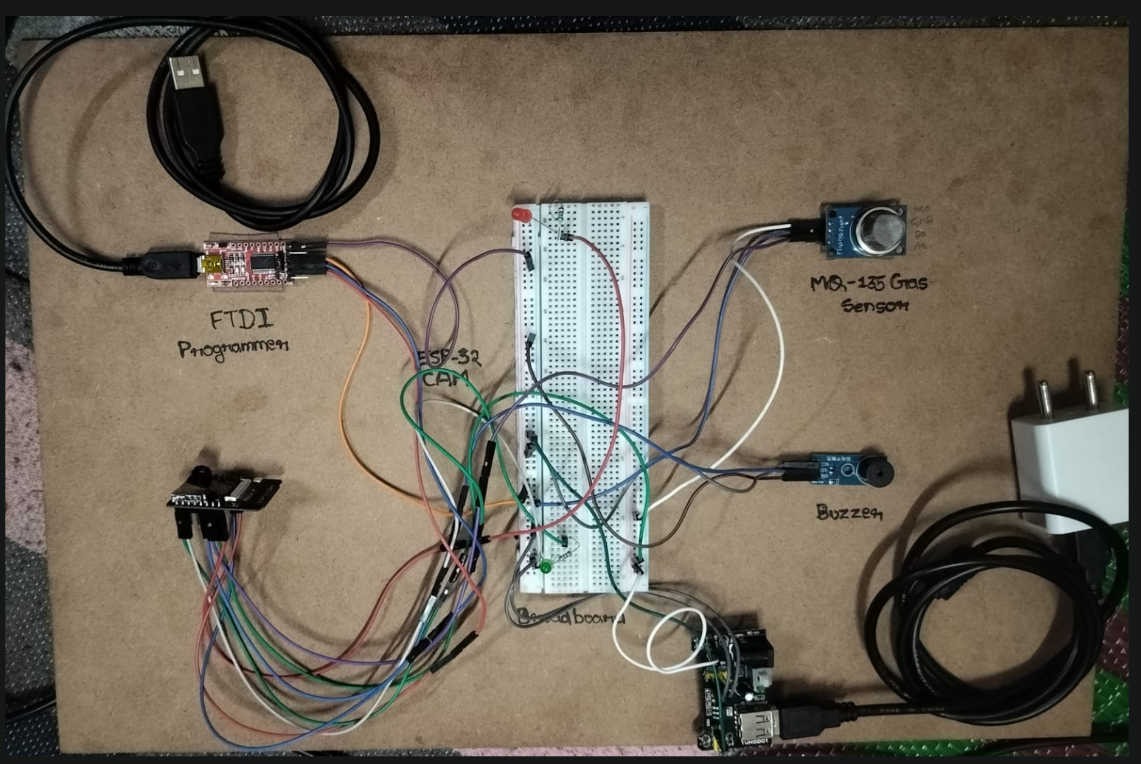 FTDI
Programmer
ESP-32
CAM
MQ-135 Gas
Sensor
Buzzer
Breadboard